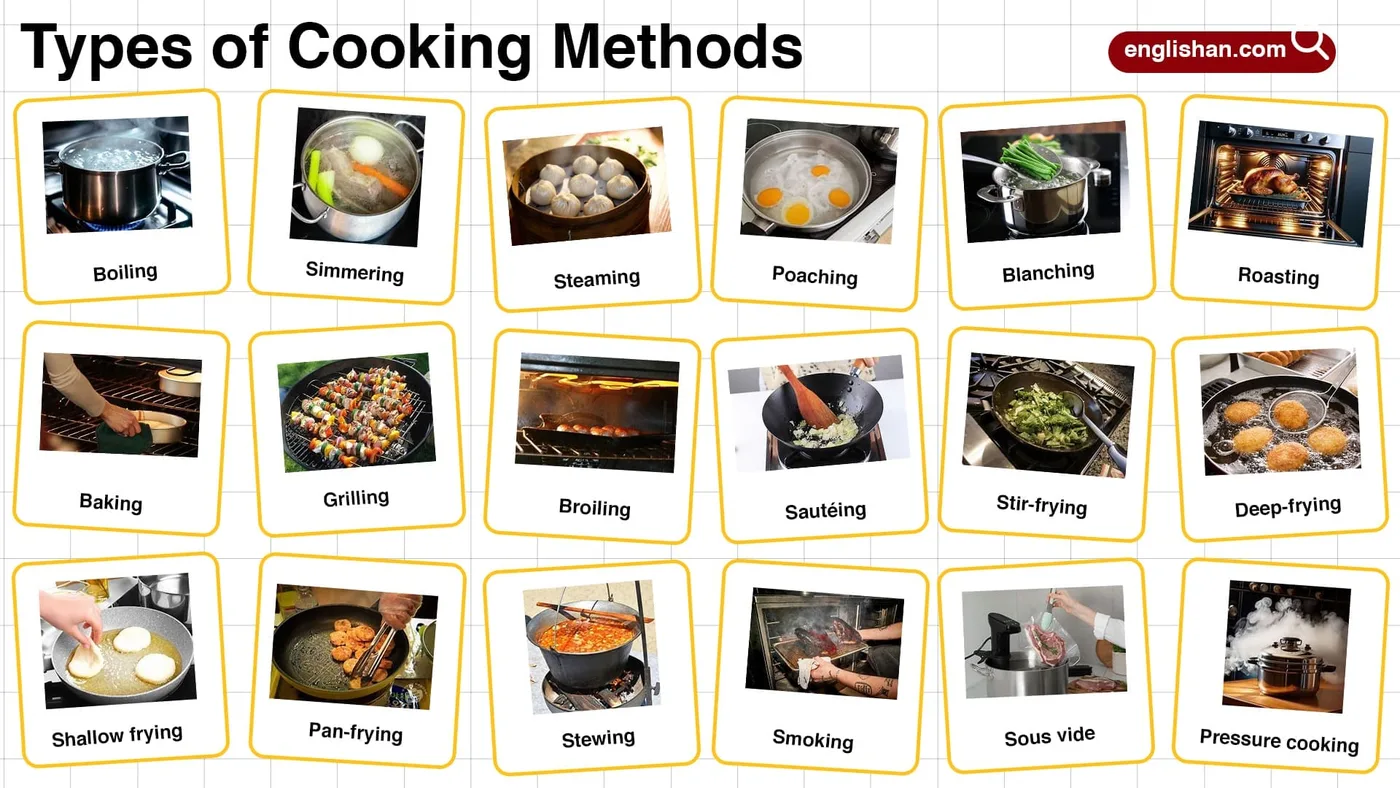 Types of Cooking Methods
englishan.com
Boiling
Simmering
Steaming
Poaching
Blanching
Roasting
Baking
Grilling
Broiling
Sautéing
Stir-frying
Deep-frying
Shallow frying
Pan-frying
Stewing
Smoking
Sous vide
Pressure cooking